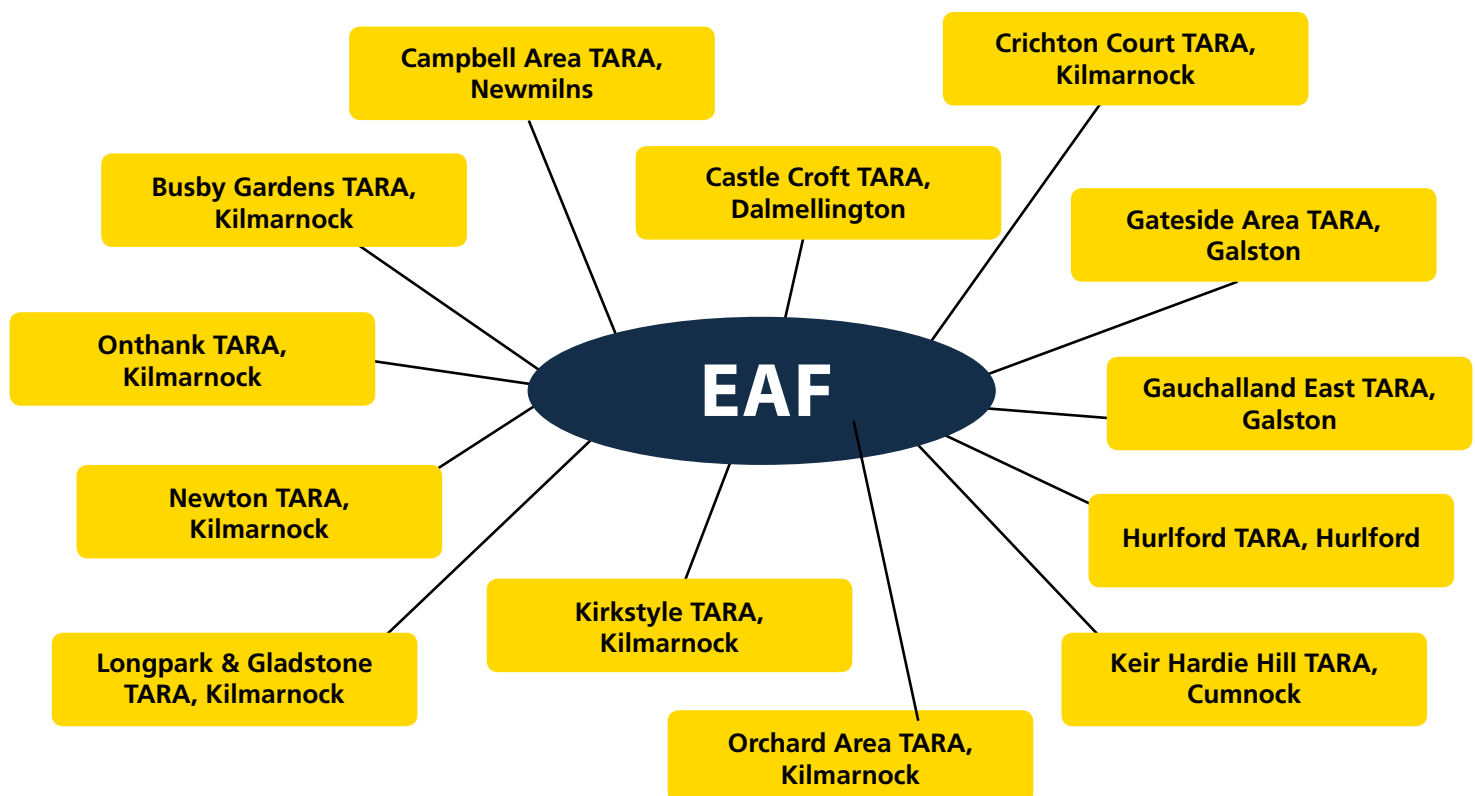 Crichton Court TARA,
Kilmarnock
Campbell Area TARA,
Newmilns
Castle Croft TARA,
Dalmellington
Busby Gardens TARA,
Kilmarnock
Gateside Area TARA,
Galston
Onthank TARA,
Kilmarnock
EAF
Gauchalland East TARA,
Galston
Newton TARA,
Kilmarnock
Hurlford TARA, Hurlford
Kirkstyle TARA,
Kilmarnock
Longpark & Gladstone
TARA, Kilmarnock
Keir Hardie Hill TARA,
Cumnock
Orchard Area TARA,
Kilmarnock